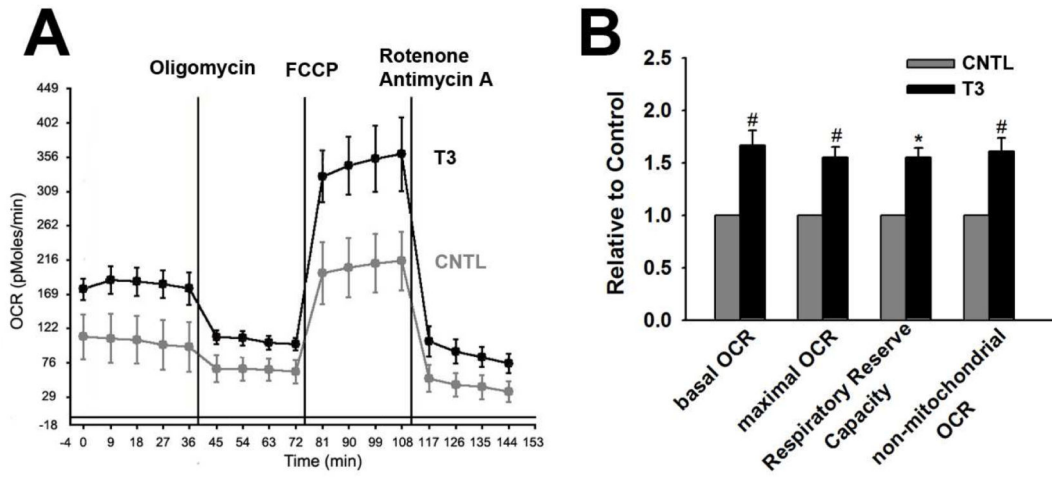 A
Oligomycin
FCCP
Rotenone
Antimycin A
449
402
356
309
262
216
169
122
76
29
-18
OCR (pMoles/min)
T3
CNTL
-4 0 9 18 27 36 45 54 63 72 81 90 99 108 117 126 135 144 153
Time (min)
B
2.5
2.0
1.5
1.0
0.5
0.0
Relative to Control
CNTL
T3
# # * #
basal OCR
maximal OCR
Respiratory Reserve
Capacity
non-mitochondrial
OCR